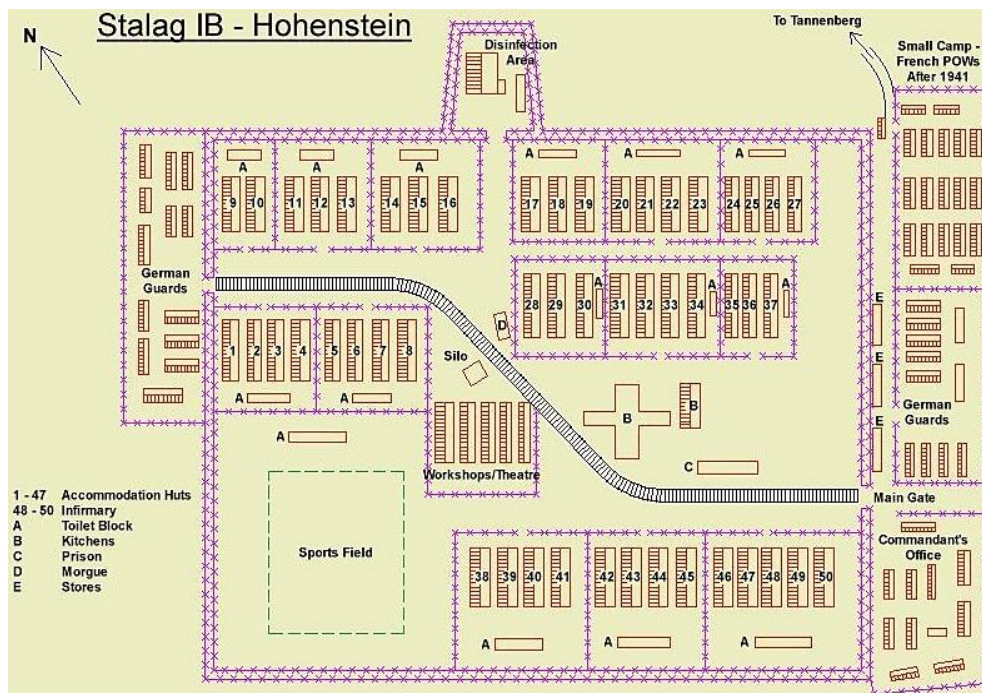 Stalag IB - Hohenstein
N
To Tannenberg
Disinfection
Area
Small Camp -
French POWs
After 1941
A A A A A A
9 10 11 12 13 14 15 16 17 18 19 20 21 22 23 24 25 26 27
German
Guards
28 29 30 A 31 32 33 34 A 35 36 37 A
E
D
1 2 3 4 5 6 7 8
Silo
E
A A
B B
German
Guards
E
A
C
Workshops/Theatre
Main Gate
1 - 47 Accommodation Huts
48 - 50 Infirmary
A Toilet Block
B Kitchens
C Prison
D Morgue
E Stores
Sports Field
Commandant's
Office
38 39 40 41 42 43 44 45 46 47 48 49 50
A A A